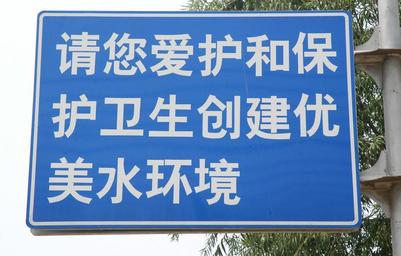 请您爱护和保
护卫生创建优
美水环境